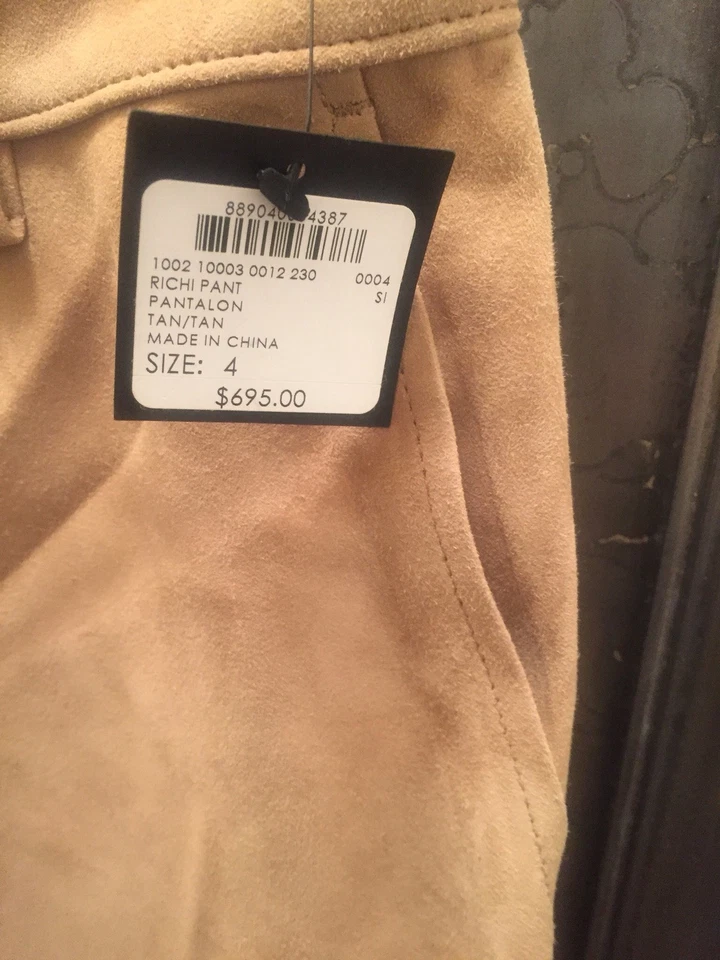 1002 10003 0012 230 0004
RICHI PANT SI
PANTALON
TAN/TAN
MADE IN CHINA
SIZE: 4
$695.00